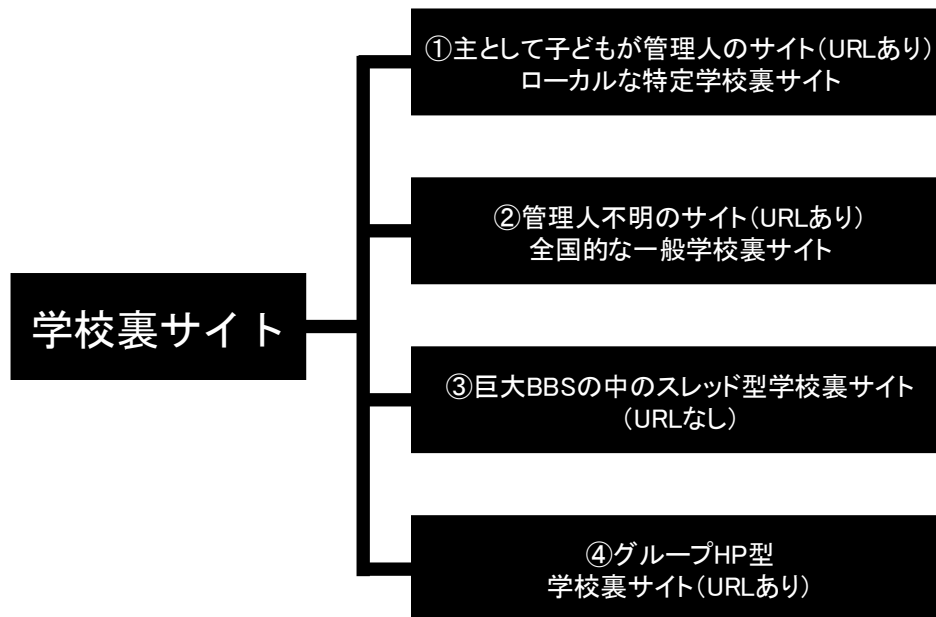 ①主として子どもが管理人のサイト(URLあり)
ローカルな特定学校裏サイト
②管理人不明のサイト(URLあり)
全国的な一般学校裏サイト
学校裏サイト
③巨大BBSの中のスレッド型学校裏サイト
(URLなし)
④グループHP型
学校裏サイト(URLあり)